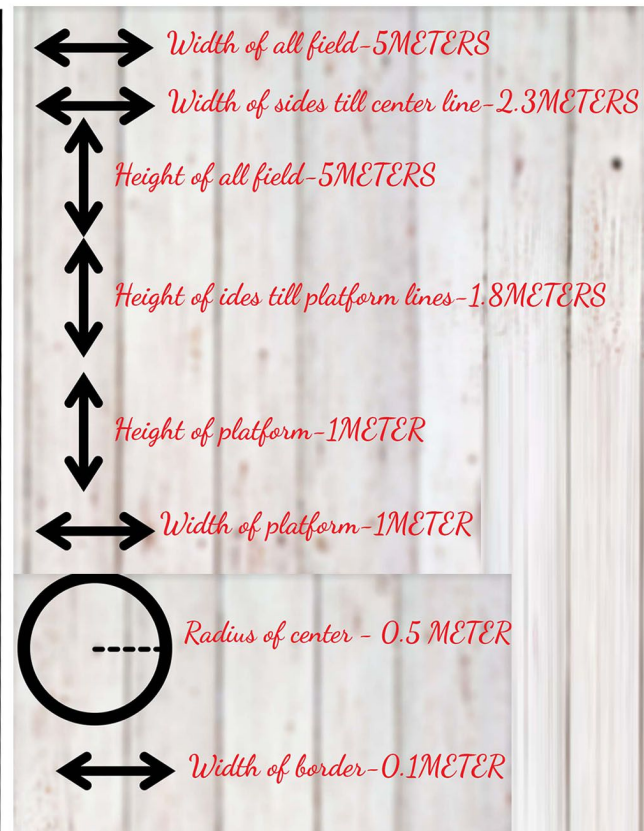 Width of all field-5METERS
Width of sides till center line-2.3METERS
Height of all field-5METERS
Height of ides till platform lines-1.8METERS
Height of platform-1METER
Width of platform-1METER
Radius of center - 0.5 METER
Width of border-0.1METER